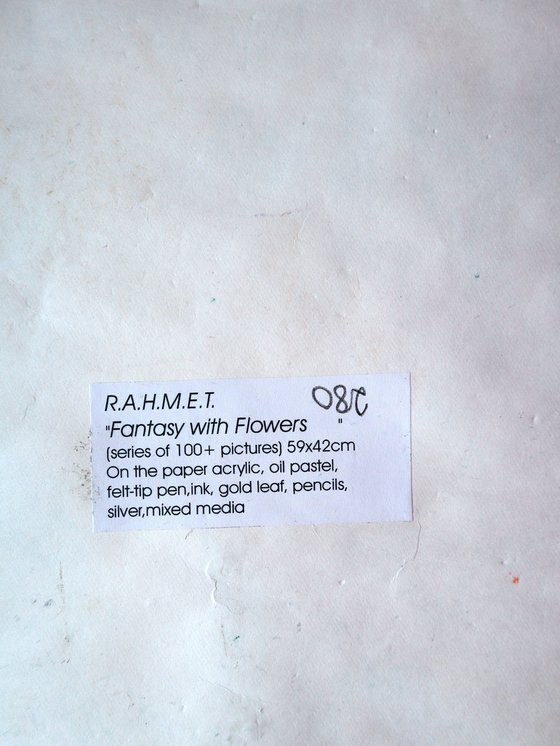 R.A.H.M.E.T.
"Fantasy with Flowers "
(series of 100+ pictures) 59x42cm
On the paper acrylic, oil pastel,
felt-tip pen,ink, gold leaf, pencils,
silver,mixed media